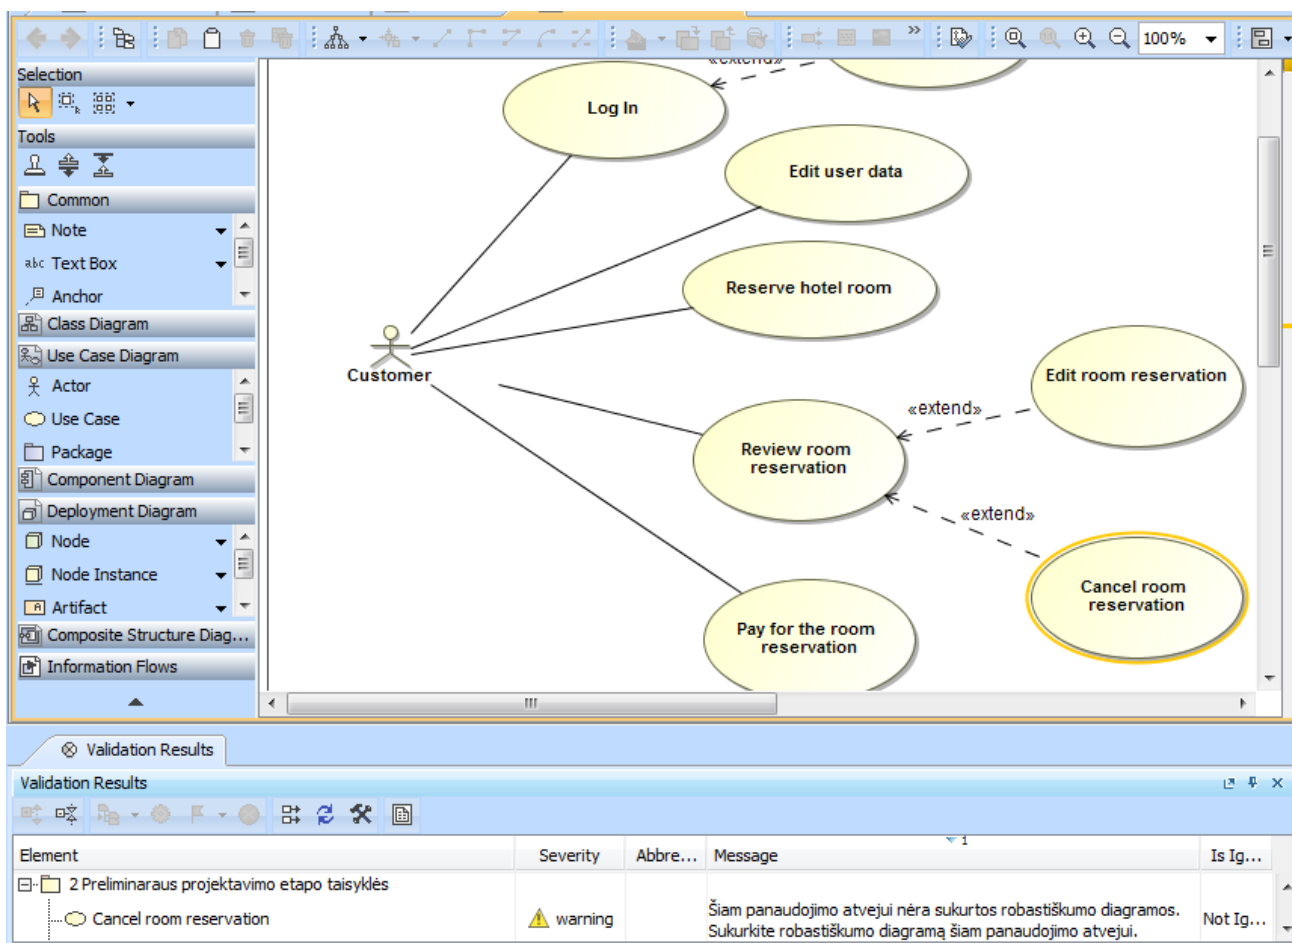 100%
Selection
Tools
Common
Note
abc Text Box
Anchor
Class Diagram
Use Case Diagram
Actor
Use Case
Package
Component Diagram
Deployment Diagram
Node
Node Instance
Artifact
Composite Structure Diag...
Information Flows
«extend»
Log In
Edit user data
Reserve hotel room
Customer
Edit room reservation
«extend»
Review room
reservation
«extend»
Cancel room
reservation
Pay for the room
reservation
Validation Results
Validation Results
Element Severity Abbre... Message 1 Is Ig...
2 Preliminaraus projektavimo etapo taisyklės
Cancel room reservation warning Šiam panaudojimo atvejui nėra sukurtos robastiškumo diagramos. Not Ig...
Sukurkite robastiškumo diagramą šiam panaudojimo atvejui.